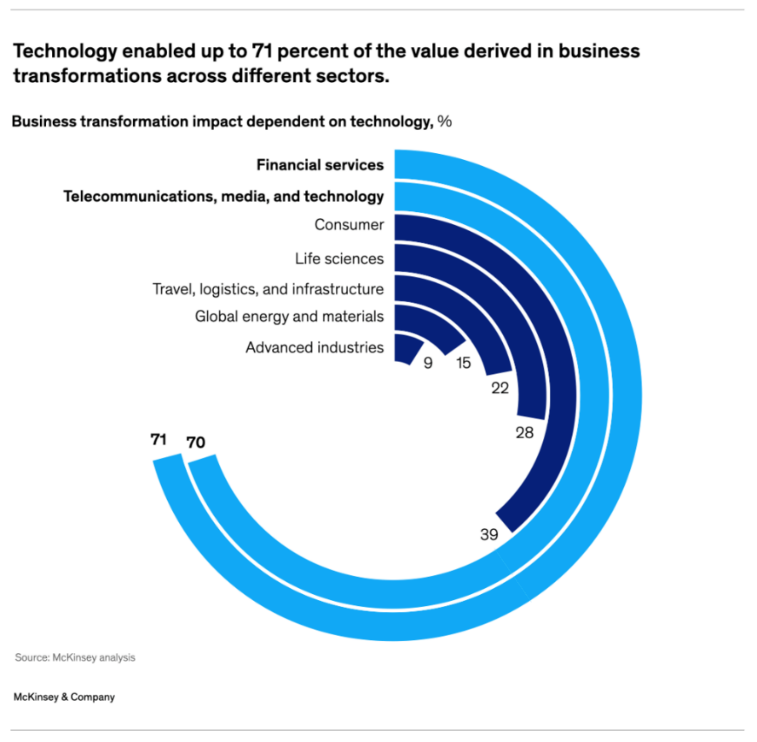 Technology enabled up to 71 percent of the value derived in business
transformations across different sectors.
Business transformation impact dependent on technology, %
Financial services
Telecommunications, media, and technology
Consumer
Life sciences
Travel, logistics, and infrastructure
Global energy and materials
Advanced industries
9
15
22
28
39
71
70
Source: McKinsey analysis
McKinsey & Company